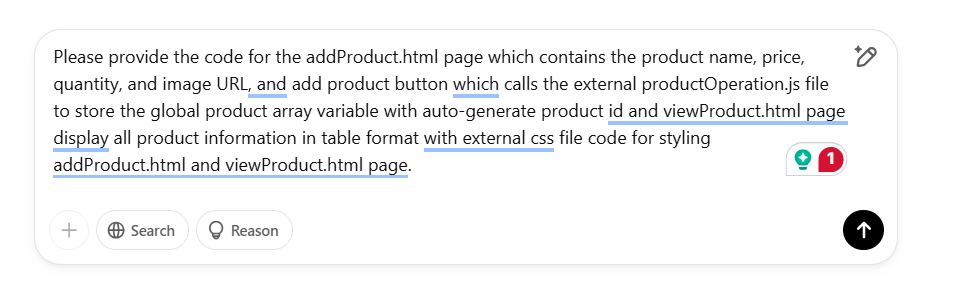 Please provide the code for the addProduct.html page which contains the product name, price,
quantity, and image URL, and add product button which calls the external productOperation.js file
to store the global product array variable with auto-generate product id and viewProduct.html page
display all product information in table format with external css file code for styling
addProduct.html and viewProduct.html page.
1
Search
Reason